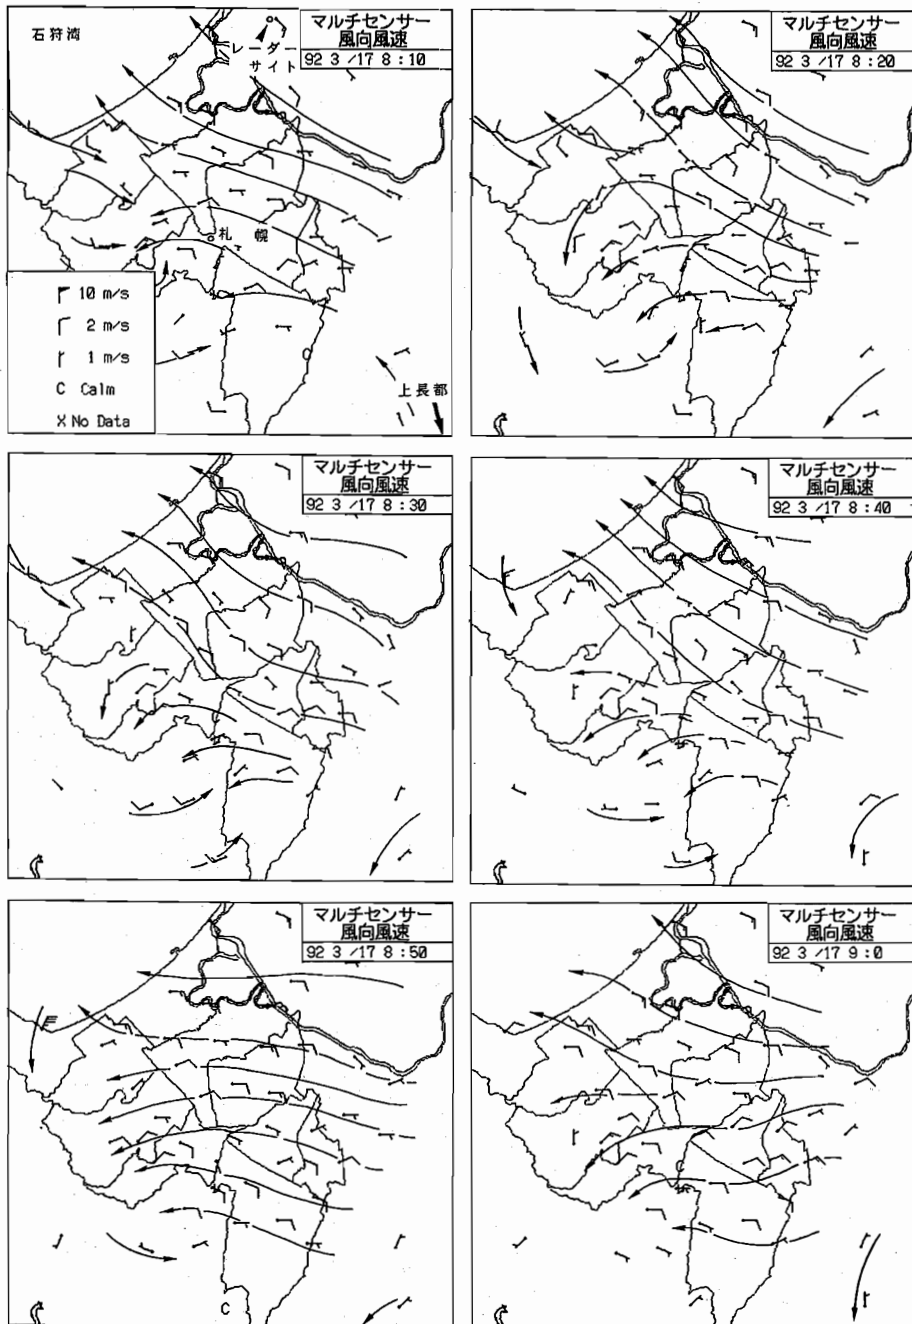 石狩湾
レーダー
サイト
マルチセンサー
風向風速
92 3 /17 8:10
札幌
10 m/s
2 m/s
1 m/s
C Calm
X No Data
C
上長都
マルチセンサー
風向風速
92 3 /17 8:20
マルチセンサー
風向風速
92 3 /17 8:30
マルチセンサー
風向風速
92 3 /17 8:40
マルチセンサー
風向風速
92 3 /17 8:50
C
マルチセンサー
風向風速
92 3 /17 9:0